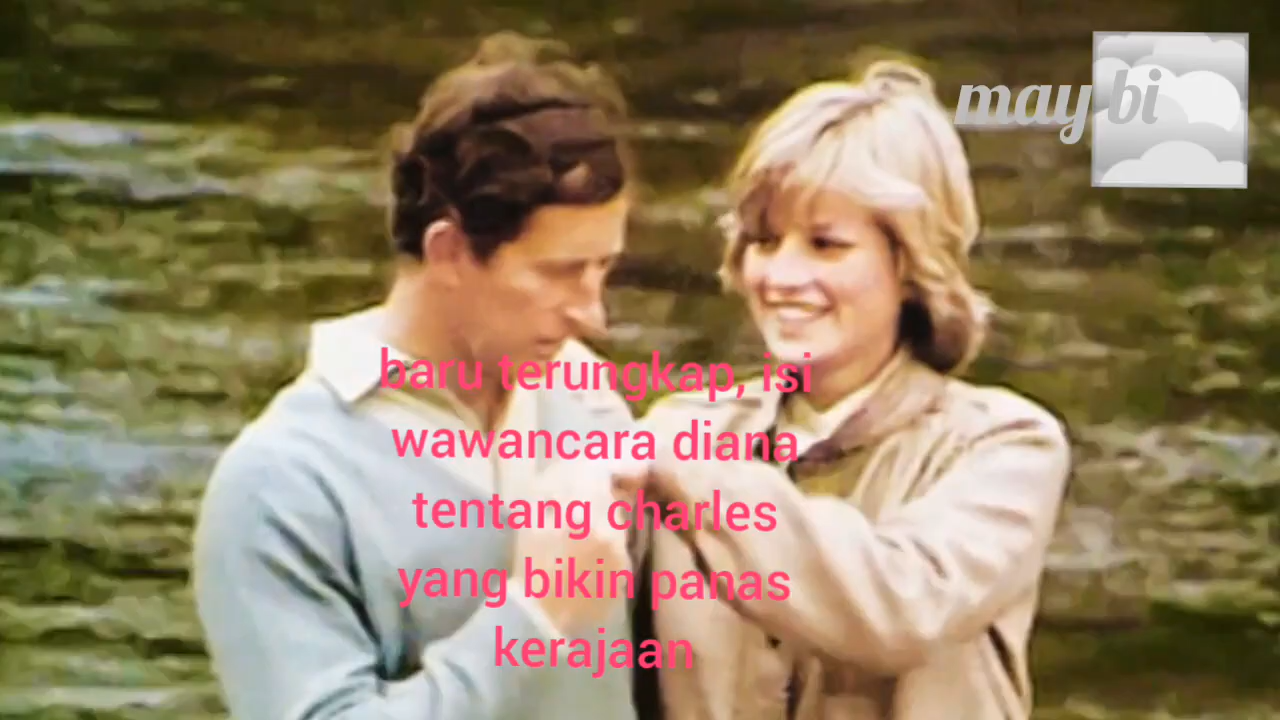 may bi
baru terungkap, isi
wawancara diana
tentang charles
yang bikin panas
kerajaan